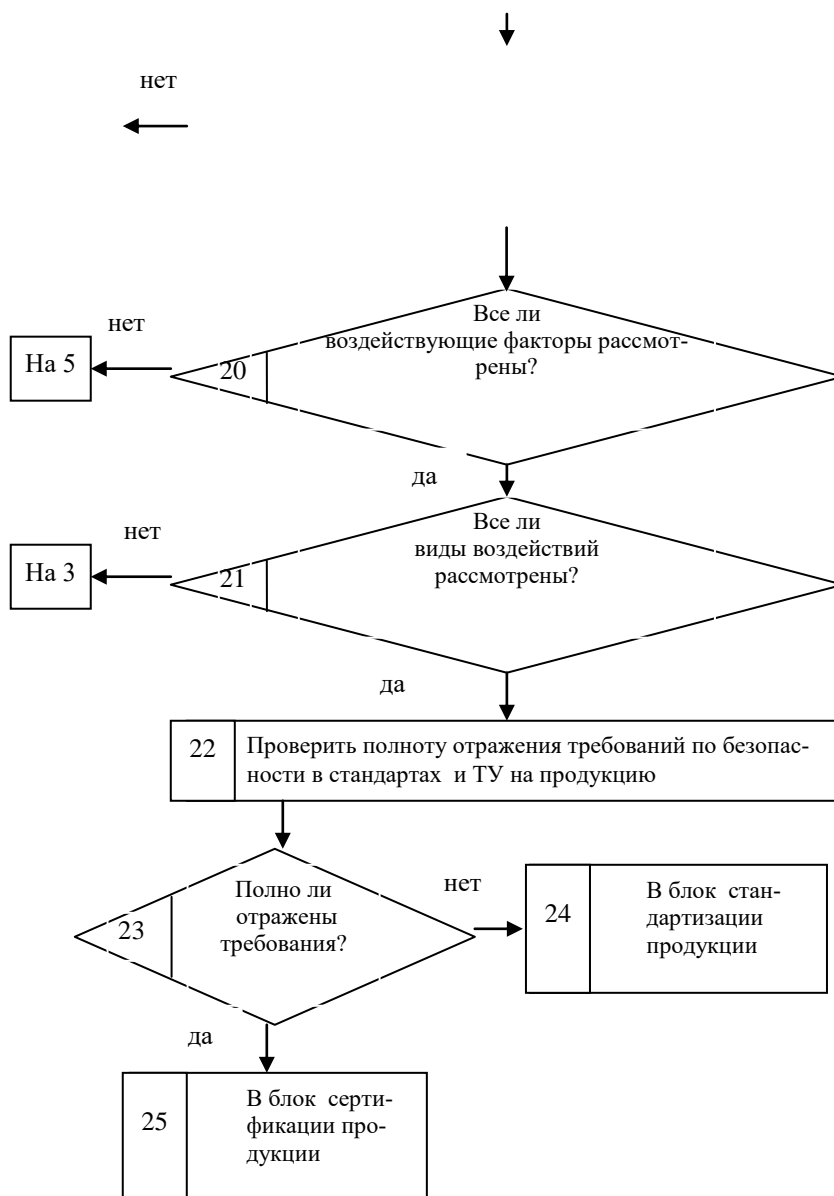 нет
Все ли
воздействующие факторы рассмот-
рены?
нет
На 5
20
да
Все ли
виды воздействий
рассмотрены?
нет
На 3
21
да
22
Проверить полноту отражения требований по безопас-
ности в стандартах и ТУ на продукцию
Полно ли
отражены
требования?
23
нет
24
В блок стан-
дартизации
продукции
да
25
В блок серти-
фикации про-
дукции